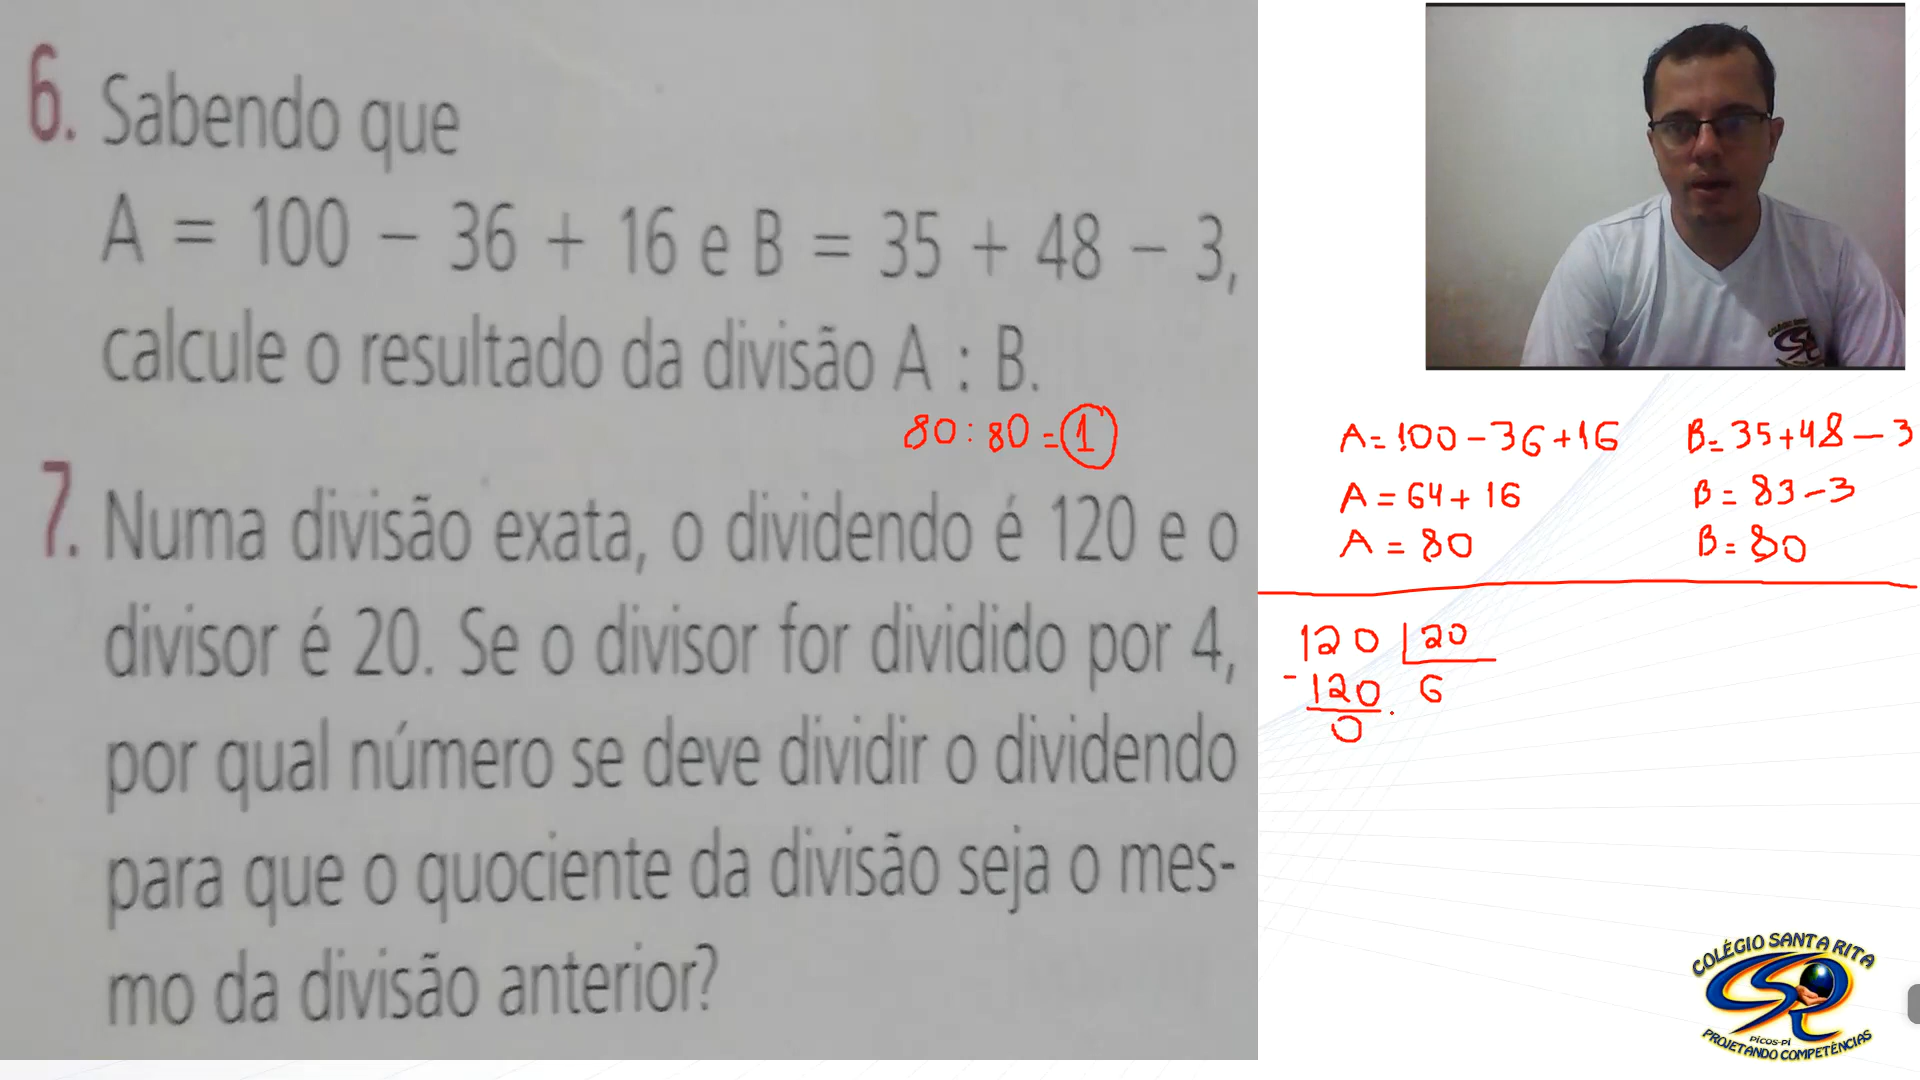 6. Sabendo que
A = 100 – 36 + 16 e B = 35 + 48 – 3,
calcule o resultado da divisão A : B.
80 : 80 = 1
7. Numa divisão exata, o dividendo é 120 e o
divisor é 20. Se o divisor for dividido por 4,
por qual número se deve dividir o dividendo
para que o quociente da divisão seja o mes-
mo da divisão anterior?
A = 100 - 36 + 16
A = 64 + 16
A = 80
B = 35 + 48 - 3
B = 83 - 3
B = 80
120 20
- 120 6
0
COLÉGIO SANTA RITA
PICOS-PI
PROJETANDO COMPETÊNCIAS